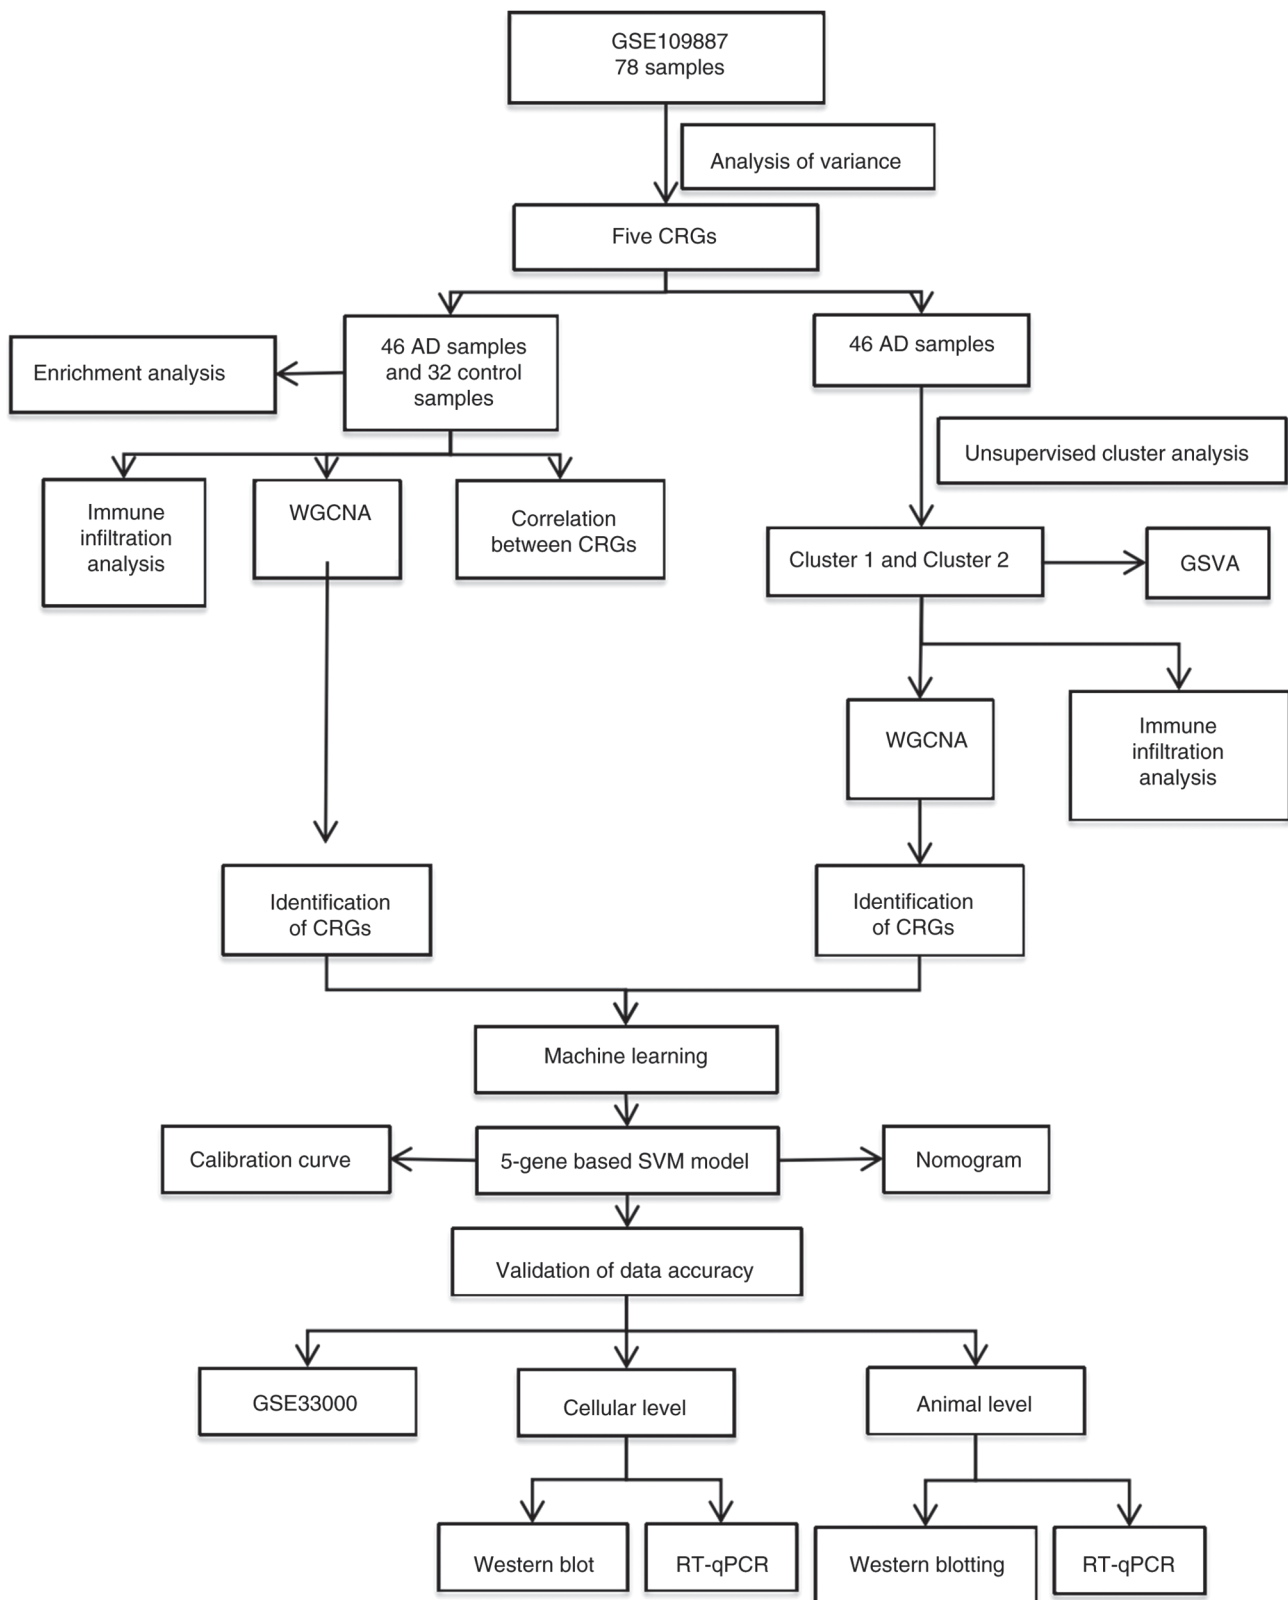 GSE109887
78 samples
Analysis of variance
Five CRGs
46 AD samples
and 32 control
samples
46 AD samples
Enrichment analysis
Unsupervised cluster analysis
Immune
infiltration
analysis
WGCNA
Correlation
between CRGs
Cluster 1 and Cluster 2
GSVA
WGCNA
Immune
infiltration
analysis
Identification
of CRGs
Identification
of CRGs
Machine learning
Calibration curve
5-gene based SVM model
Nomogram
Validation of data accuracy
GSE33000
Cellular level
Animal level
Western blot
RT-qPCR
Western blotting
RT-qPCR